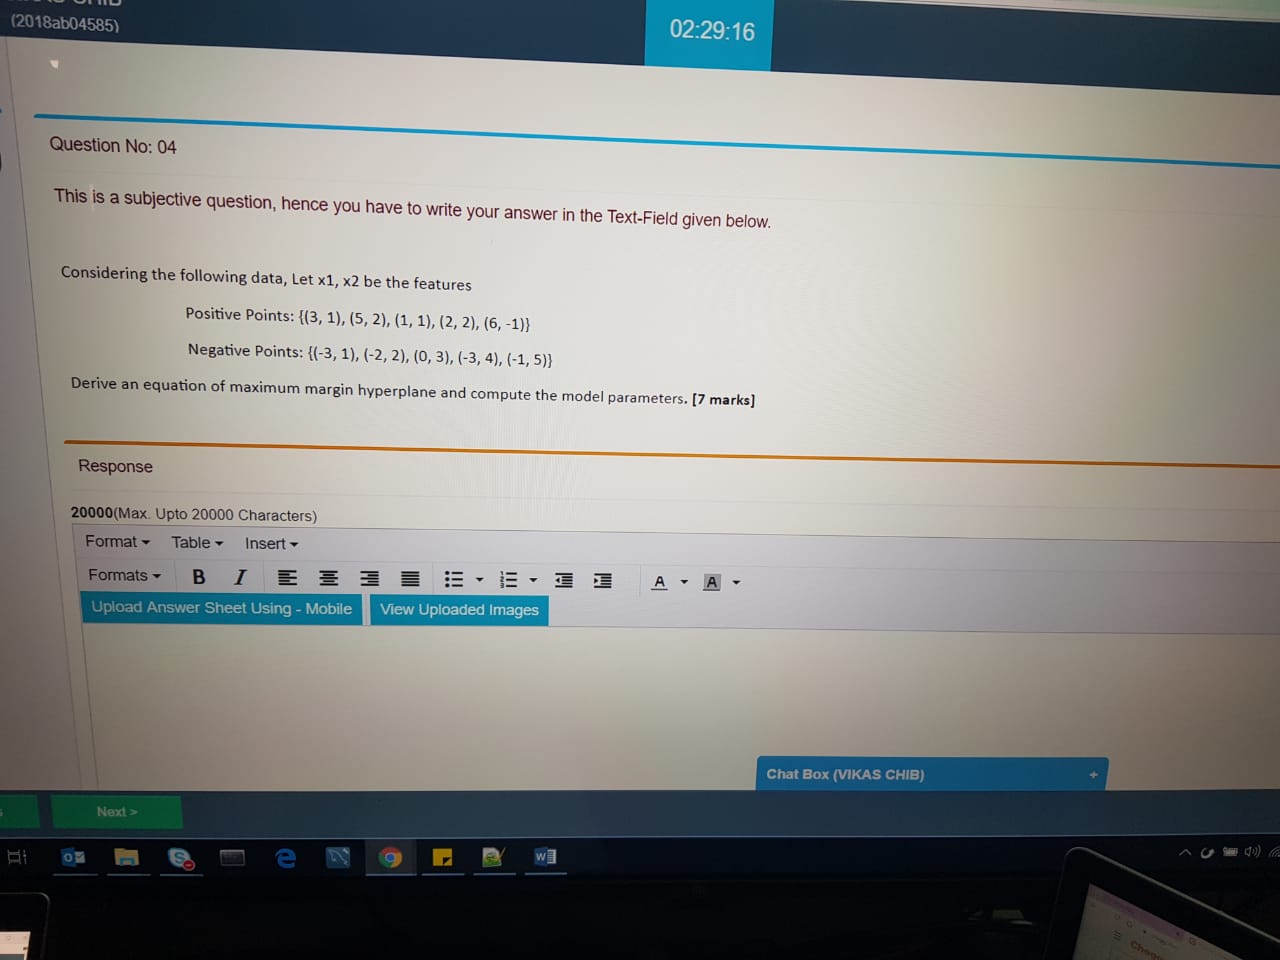 (2018ab04585)
02:29:16
Question No: 04
This is a subjective question, hence you have to write your answer in the Text-Field given below.
Considering the following data, Let x1, x2 be the features
Positive Points: {(3, 1), (5, 2), (1, 1), (2, 2), (6, -1)}
Negative Points: {(-3, 1), (-2, 2), (0, 3), (-3, 4), (-1, 5)}
Derive an equation of maximum margin hyperplane and compute the model parameters. [7 marks]
Response
20000(Max. Upto 20000 Characters)
Format Table Insert
Formats B I A A
Upload Answer Sheet Using - Mobile View Uploaded Images
Chat Box (VIKAS CHIB) +
Next >